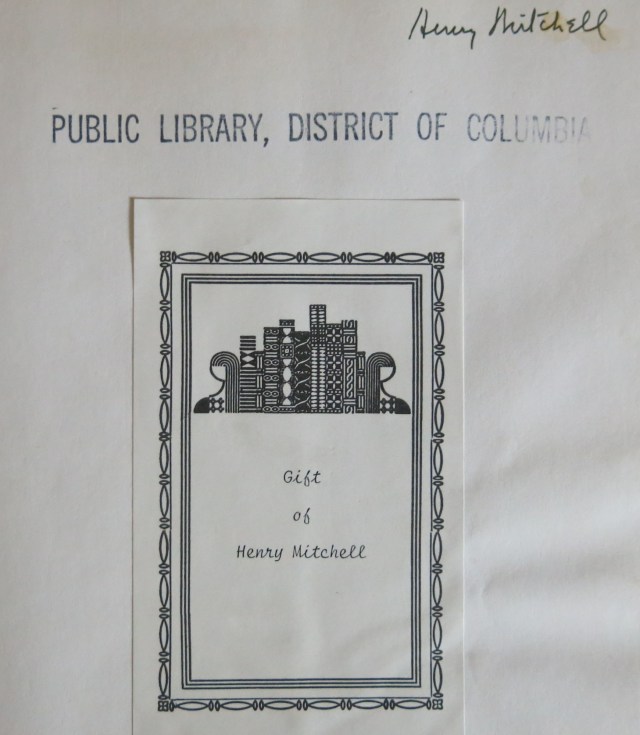 Henry Mitchell
PUBLIC LIBRARY, DISTRICT OF COLUMBIA
Gift
of
Henry Mitchell